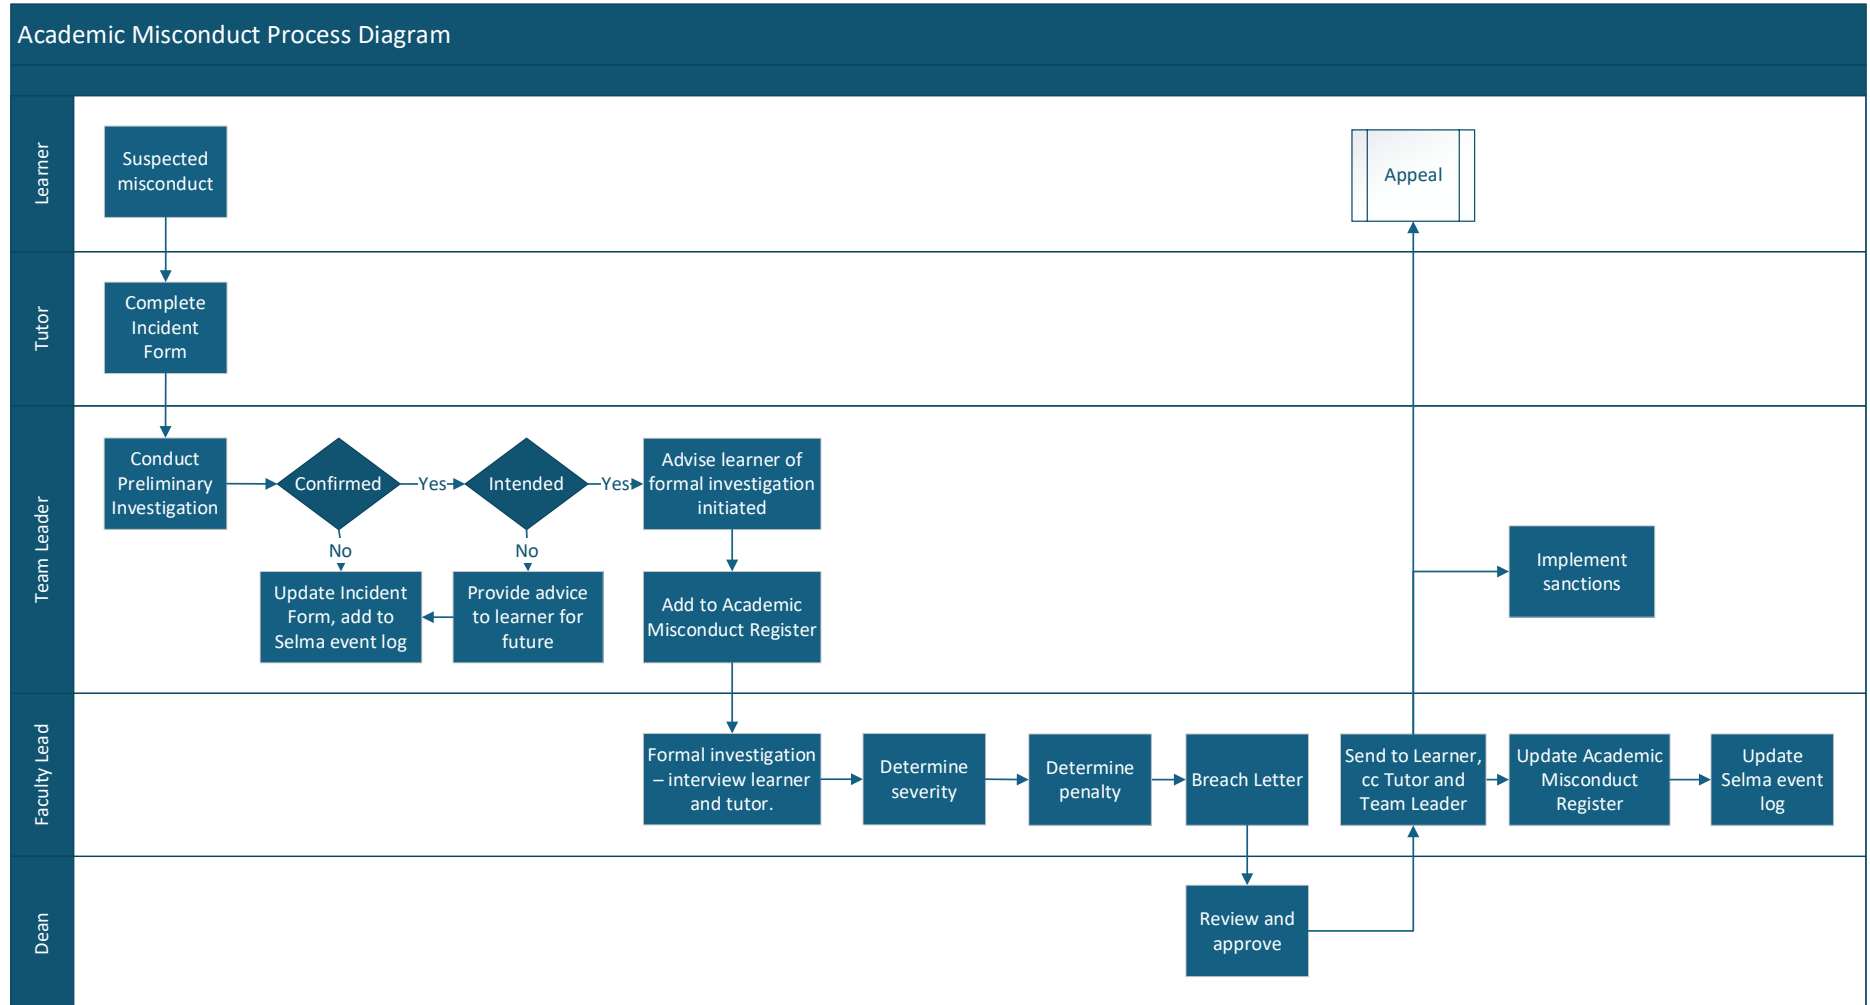 Academic Misconduct Process Diagram
Learner
Suspected
misconduct
Appeal
Tutor
Complete
Incident
Form
Team Leader
Conduct
Preliminary
Investigation
Confirmed
Yes
Intended
Yes
Advise learner of
formal investigation
initiated
No
No
Update Incident
Form, add to
Selma event log
Provide advice
to learner for
future
Add to Academic
Misconduct Register
Implement
sanctions
Faculty Lead
Formal investigation
– interview learner
and tutor.
Determine
severity
Determine
penalty
Breach Letter
Send to Learner,
cc Tutor and
Team Leader
Update Academic
Misconduct
Register
Update
Selma event
log
Dean
Review and
approve